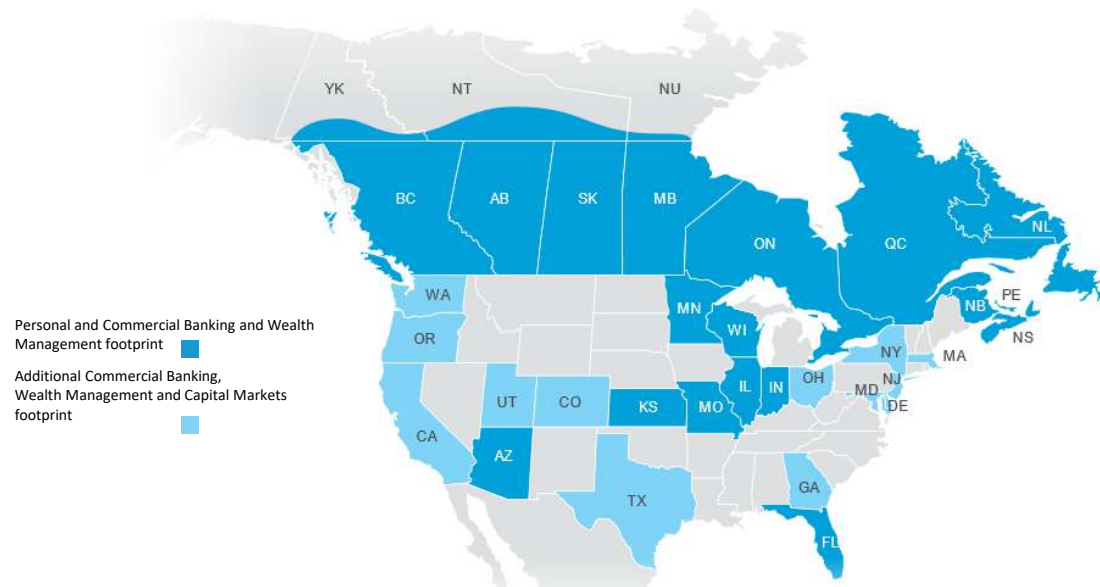 YK
NT
NU
BC
AB
SK
MB
ON
QC
NL
PE
NB
NS
WA
MN
OR
WI
NY
MA
Personal and Commercial Banking and Wealth
Management footprint
Additional Commercial Banking,
Wealth Management and Capital Markets
footprint
UT
CO
KS
MO
IL
IN
OH
NJ
MD
DE
CA
AZ
TX
GA
FL